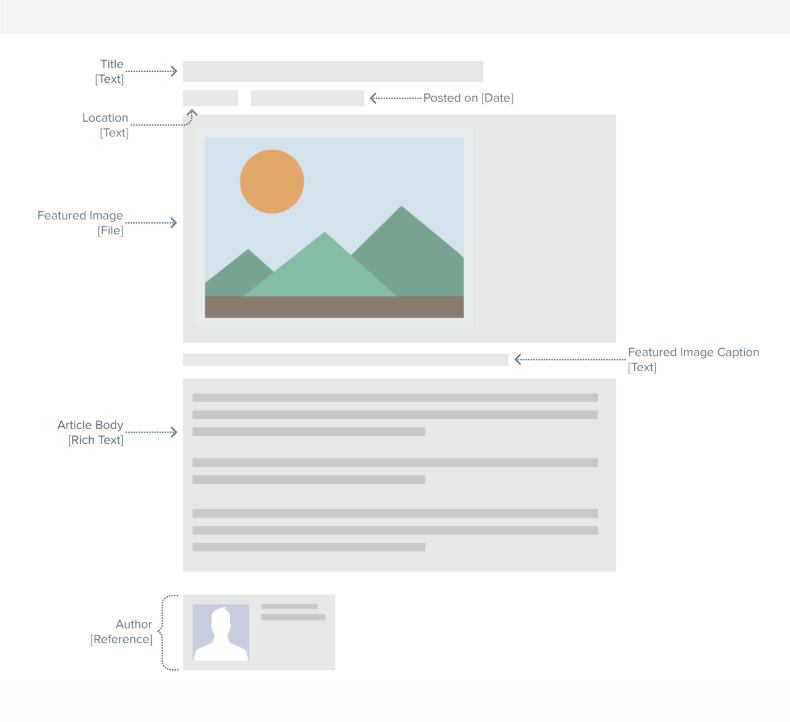 Title
[Text]
Posted on [Date]
Location
[Text]
Featured Image
[File]
Featured Image Caption
[Text]
Article Body
[Rich Text]
Author
[Reference]